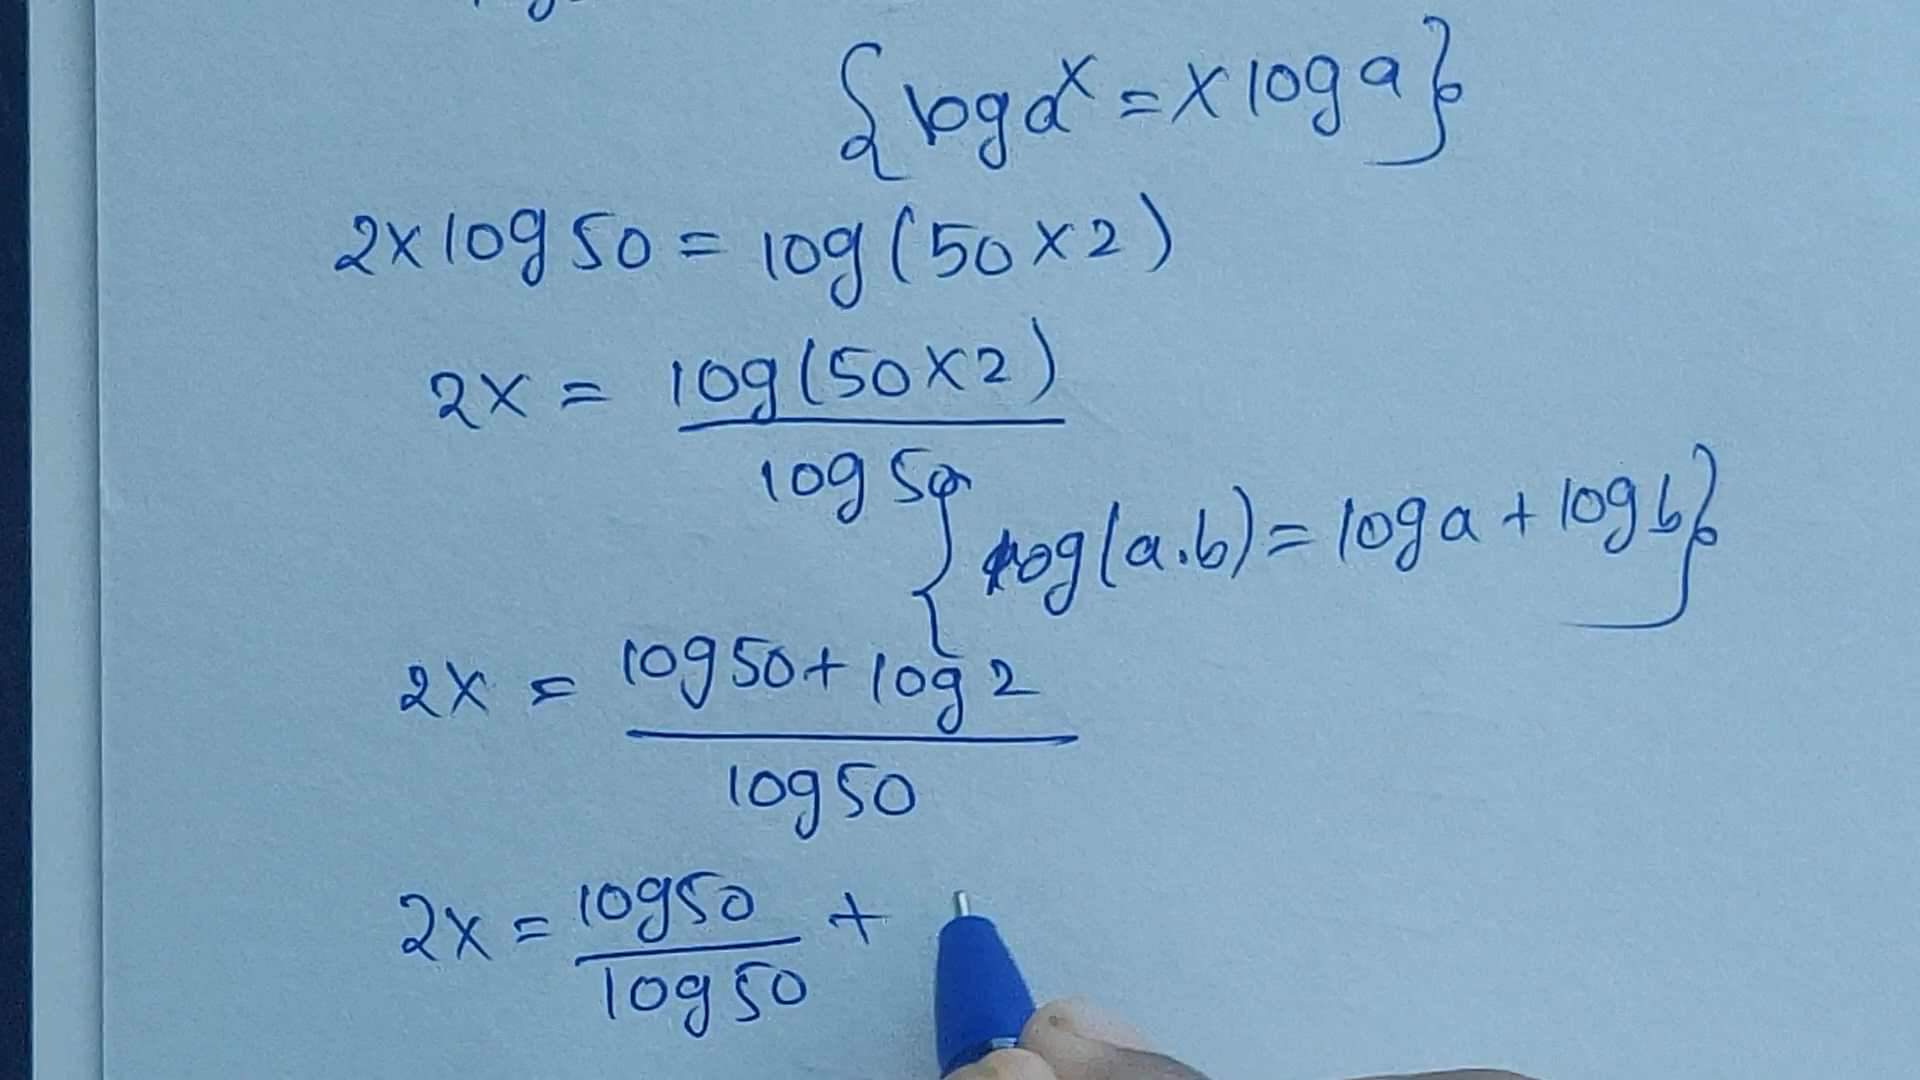 {log a^x = x log a}
2x log 50 = log (50 × 2)
2x = log (50 × 2) / log 50
{log (a.b) = log a + log b}
2x = log 50 + log 2 / log 50
2x = log 50 / log 50 +